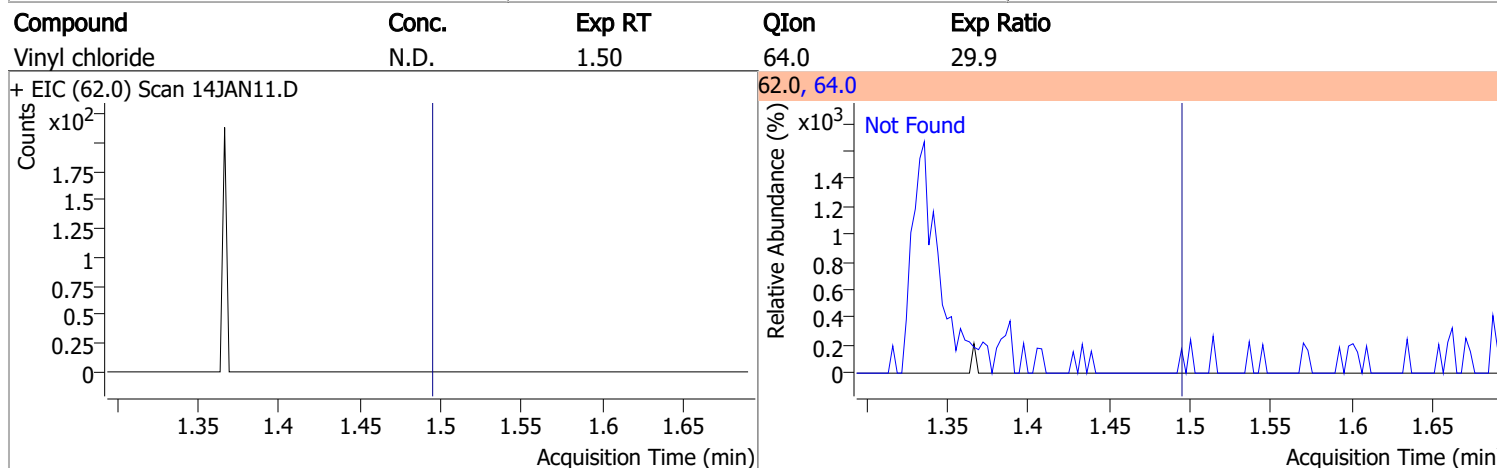 Compound Conc. Exp RT QIon Exp Ratio
Vinyl chloride N.D. 1.50 64.0 29.9
+ EIC (62.0) Scan 14JAN11.D
Counts
x10²
1.75
1.5
1.25
1
0.75
0.5
0.25
0
1.35 1.4 1.45 1.5 1.55 1.6 1.65
Acquisition Time (min)
62.0, 64.0
Relative Abundance (%)
x10³
Not Found
1.4
1.2
1
0.8
0.6
0.4
0.2
0
1.35 1.4 1.45 1.5 1.55 1.6 1.65
Acquisition Time (min